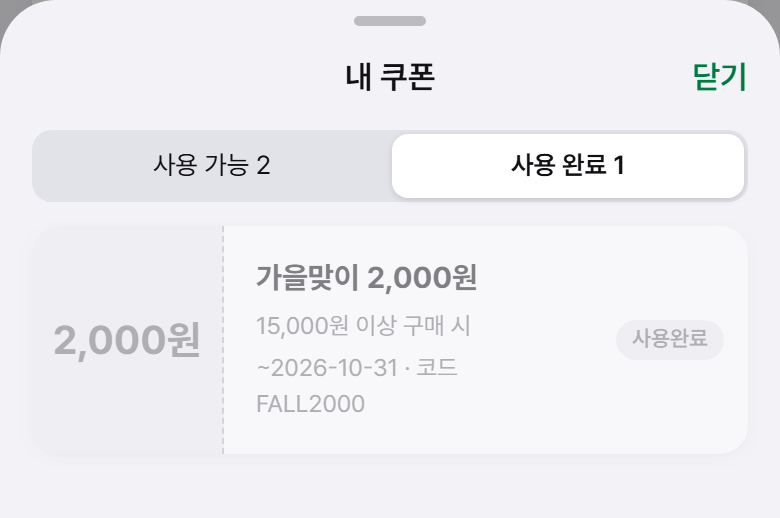 내 쿠폰
닫기
사용 가능 2
사용 완료 1
2,000원
가을맞이 2,000원
15,000원 이상 구매 시
~2026-10-31 · 코드
FALL2000
사용완료